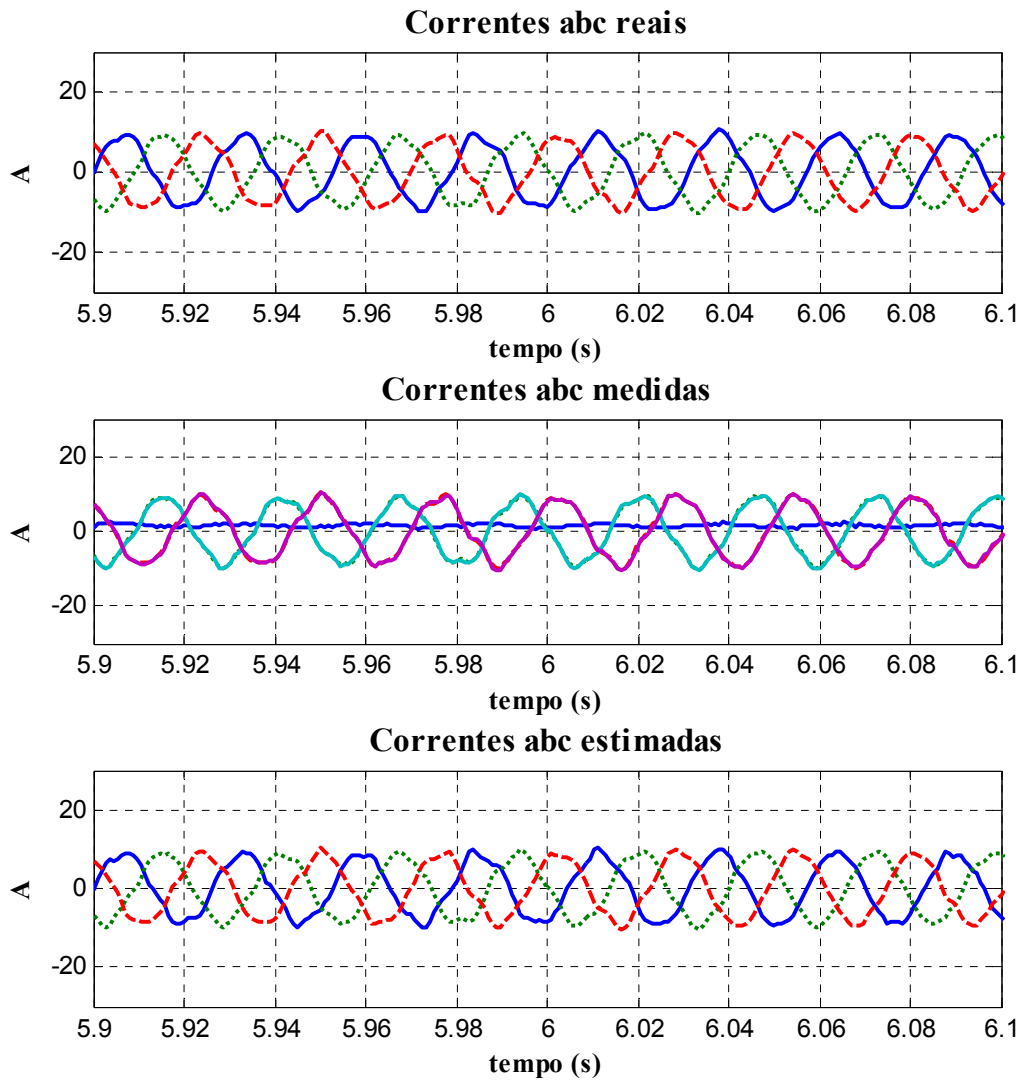 Correntes abc reais
20
0
-20
A
5.9 5.92 5.94 5.96 5.98 6 6.02 6.04 6.06 6.08 6.1
tempo (s)
Correntes abc medidas
20
0
-20
A
5.9 5.92 5.94 5.96 5.98 6 6.02 6.04 6.06 6.08 6.1
tempo (s)
Correntes abc estimadas
20
0
-20
A
5.9 5.92 5.94 5.96 5.98 6 6.02 6.04 6.06 6.08 6.1
tempo (s)